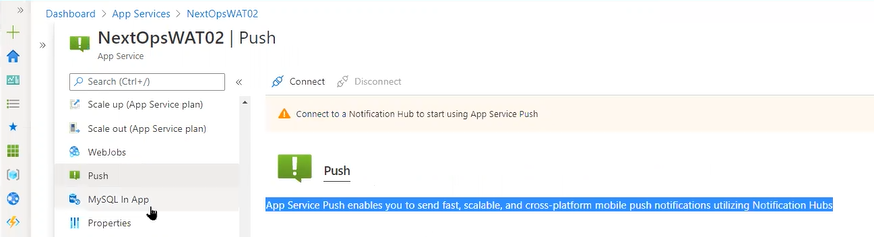 Dashboard > App Services > NextOpsWAT02
NextOpsWAT02 | Push
App Service
Search (Ctrl+/)
Scale up (App Service plan)
Scale out (App Service plan)
WebJobs
Push
MySQL In App
Properties
Connect
Disconnect
Connect to a Notification Hub to start using App Service Push
Push
App Service Push enables you to send fast, scalable, and cross-platform mobile push notifications utilizing Notification Hubs